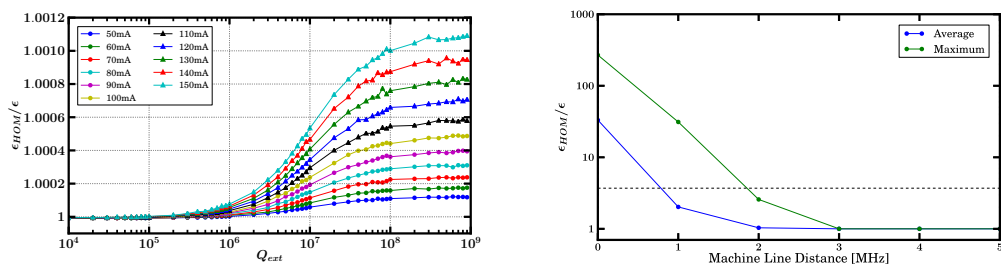 1.0012
1.0010
1.0008
1.0006
1.0004
1.0002
1
ϵ_HOM/ϵ
50mA
60mA
70mA
80mA
90mA
100mA
110mA
120mA
130mA
140mA
150mA
10^4 10^5 10^6 10^7 10^8 10^9
Q_ext
1000
100
10
1
ϵ_HOM/ϵ
Average
Maximum
0 1 2 3 4 5
Machine Line Distance [MHz]